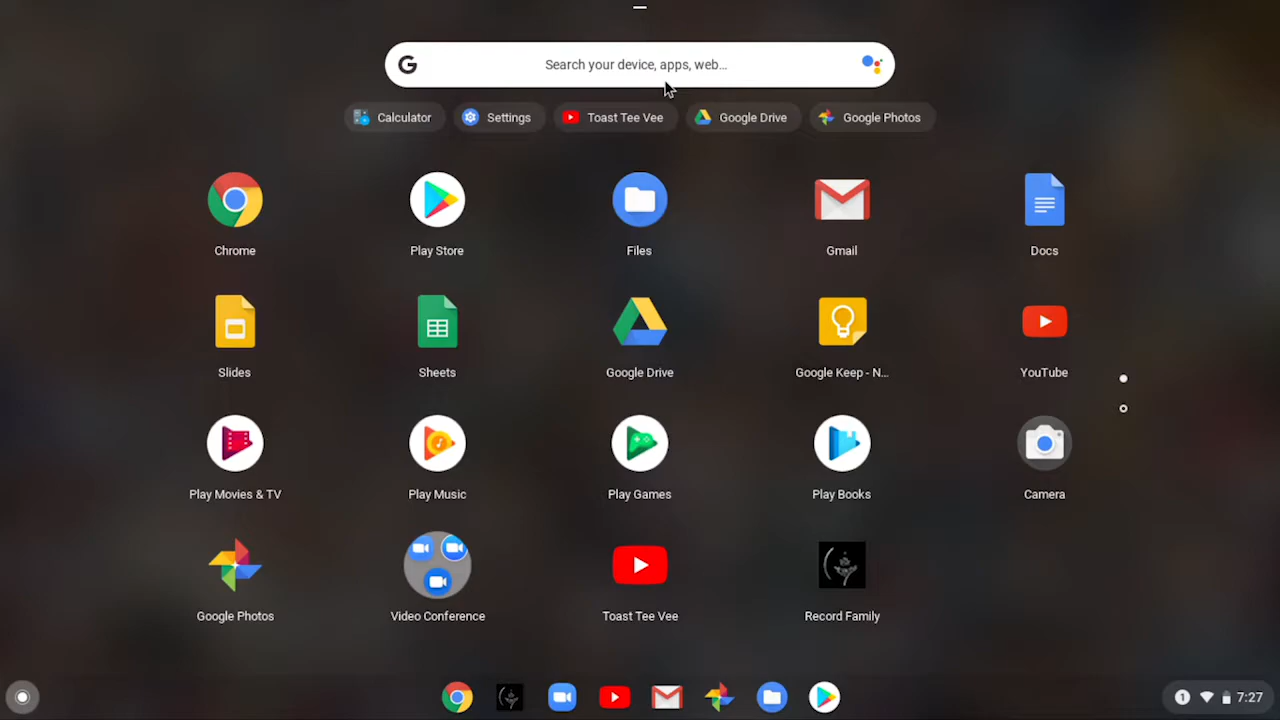 Search your device, apps, web...
Calculator Settings Toast Tee Vee Google Drive Google Photos
Chrome Play Store Files Gmail Docs
Slides Sheets Google Drive Google Keep - N... YouTube
Play Movies & TV Play Music Play Games Play Books Camera
Google Photos Video Conference Toast Tee Vee Record Family
1 7:27